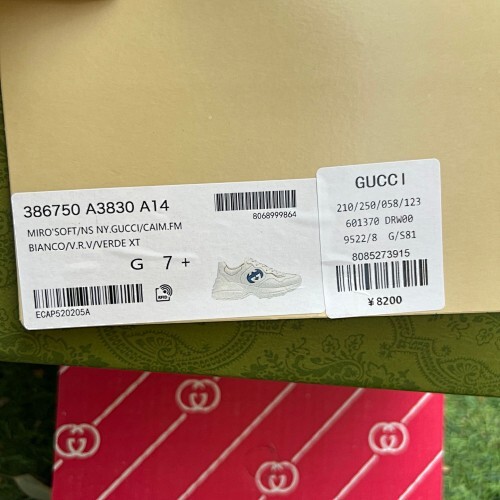 386750 A3830 A14
8068999864
MIRO'SOFT/NS NY.GUCCI/CAIM.FM
BIANCO/V.R.V/VERDE XT
G 7 +
RFID
ECAP520205A
GUCCI
210/250/058/123
601370 DRW00
9522/8 G/S81
8085273915
¥8200